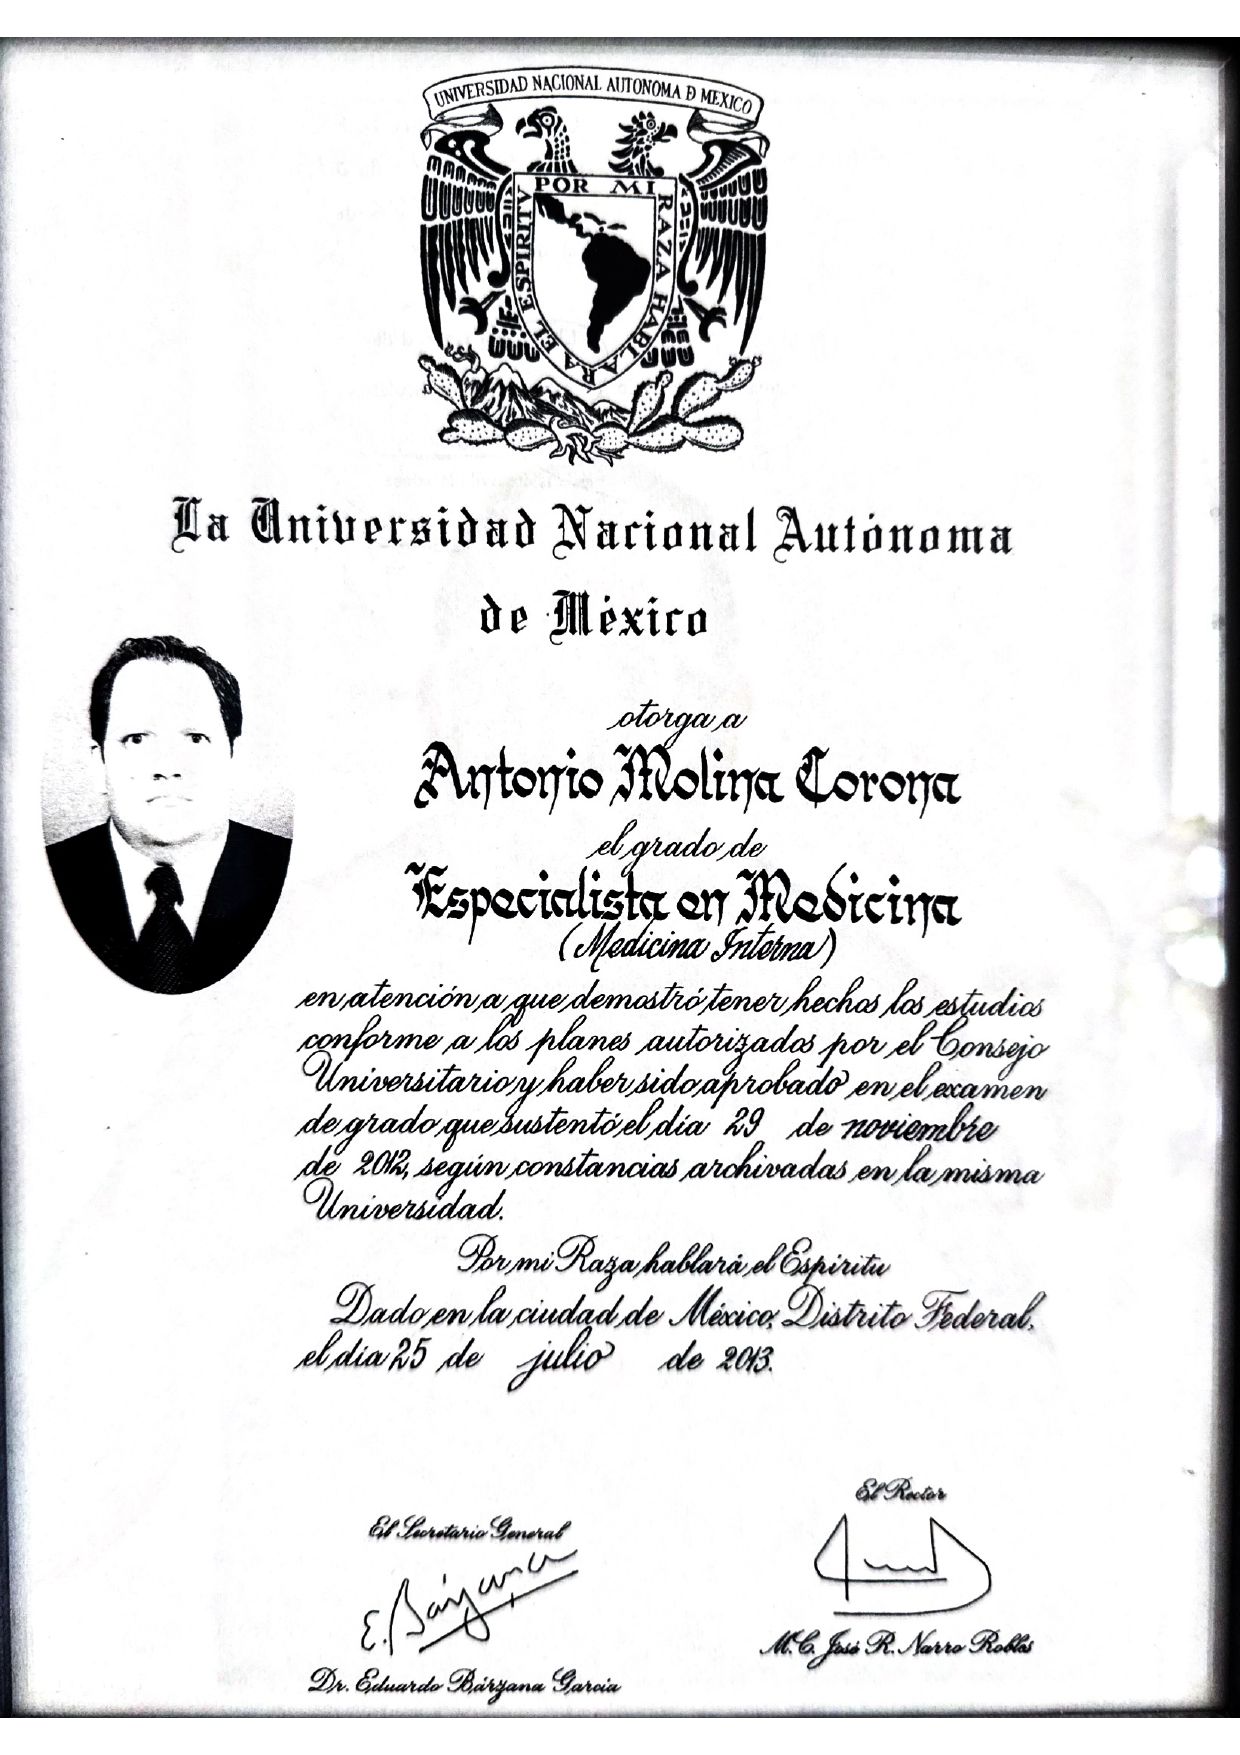 UNIVERSIDAD NACIONAL AUTONOMA D MEXICO
POR MI RAZA HABLARA EL ESPIRITV
La Universidad Nacional Autónoma
de México
otorga a
Antonio Molina Corona
el grado de
Especialista en Medicina
(Medicina Interna)
en atención a que demostró tener hechos los estudios
conforme a los planes autorizados por el Consejo
Universitario y haber sido aprobado en el examen
de grado que sustentó el día 29 de noviembre
de 2012, según constancias archivadas en la misma
Universidad.
Por mi Raza hablará el Espíritu
Dado en la ciudad de México, Distrito Federal,
el día 25 de julio de 2013.
El Secretario General
E. Bárzana
Dr. Eduardo Bárzana García
El Rector
M.C. José R. Narro Robles